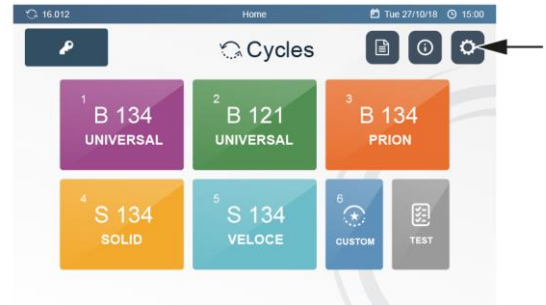 16.012 Home Tue 27/10/18 15:00
Cycles
1 2 3
B 134 B 121 B 134
UNIVERSAL UNIVERSAL PRION
4 5 6
S 134 S 134
SOLID VELOCE CUSTOM TEST